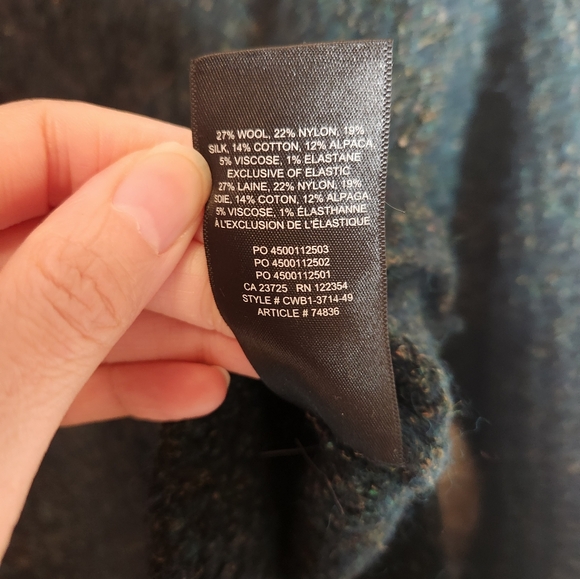 27% WOOL, 22% NYLON, 19%
SILK, 14% COTTON, 12% ALPACA
5% VISCOSE, 1% ELASTANE
EXCLUSIVE OF ELASTIC
27% LAINE, 22% NYLON, 19%
SOIE, 14% COTON, 12% ALPAGA
5% VISCOSE, 1% ÉLASTHANNE
À L'EXCLUSION DE L'ÉLASTIQUE
PO 4500112503
PO 4500112502
PO 4500112501
CA 23725 RN 122354
STYLE # CWB1-3714-49
ARTICLE # 74836